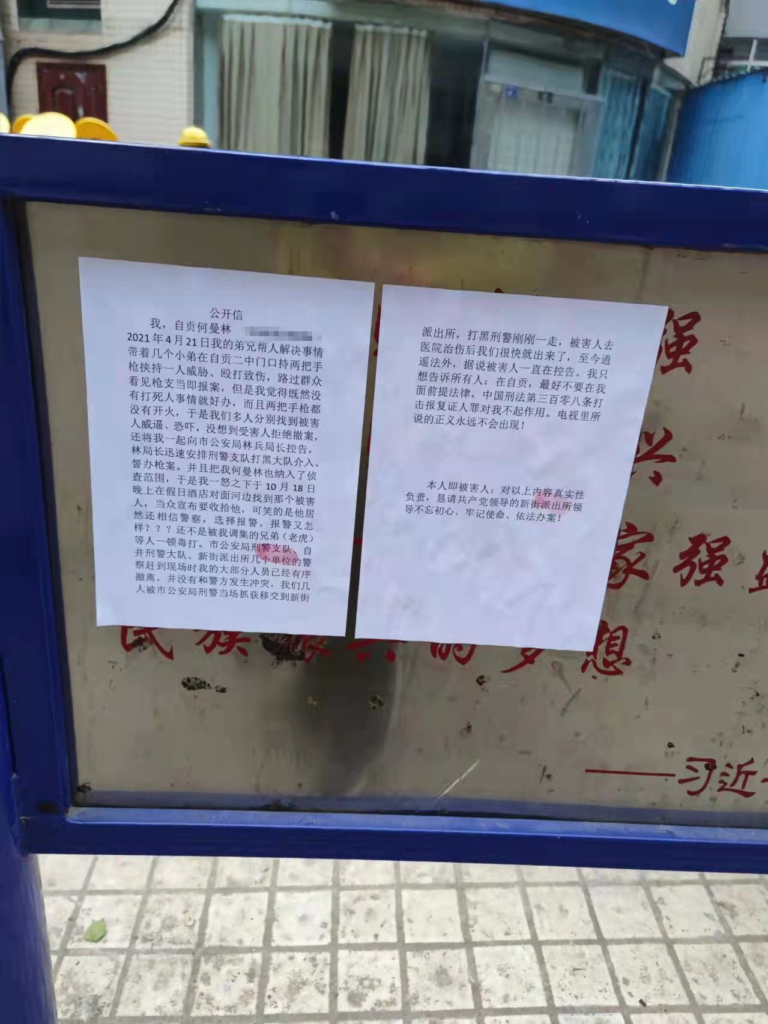 公开信
我，自贡何曼林
2021年4月21日我的弟兄帮人解决事情
带着几个小弟在自贡二中门口持两把手
枪挟持一人威胁、殴打致伤，路过群众
看见枪支当即报案，但是我觉得既然没
有打死人事情就好办，而且两把手枪都
没有开火，于是我们多人分别找到被害
人威逼、恐吓，没想到受害人拒绝撤案，
还将我一起向市公安局林兵局长控告，
林局长迅速安排刑警支队打黑大队介入、
督办枪案。并且把我何曼林也纳入了侦
查范围，于是我一怒之下于10月18日
晚上在假日酒店对面河边找到那个被害
人，当众宣布要收拾他，可笑的是他居
然还相信警察，选择报警，报警又怎
样？？？还不是被我调集的兄弟（老虎）
等人一顿毒打。市公安局刑警支队、自
井刑警大队、新街派出所几个单位的警
察赶到现场时我的大部分人员已经有序
撤离，并没有和警方发生冲突，我们几
人被市公安局刑警当场抓获移交到新街
派出所，打黑刑警刚刚一走，被害人去
医院治伤后我们很快就出来了，至今逍
遥法外，据说被害人一直在控告。我只
想告诉所有人：在自贡，最好不要在我
面前提法律，中国刑法第三百零八条打
击报复证人罪对我不起作用。电视里所
说的正义永远不会出现！
本人即被害人：对以上内容真实性
负责，恳请共产党领导的新街派出所领
导不忘初心、牢记使命、依法办案！
强
兴
家强盛
民族振兴的梦想
——习近